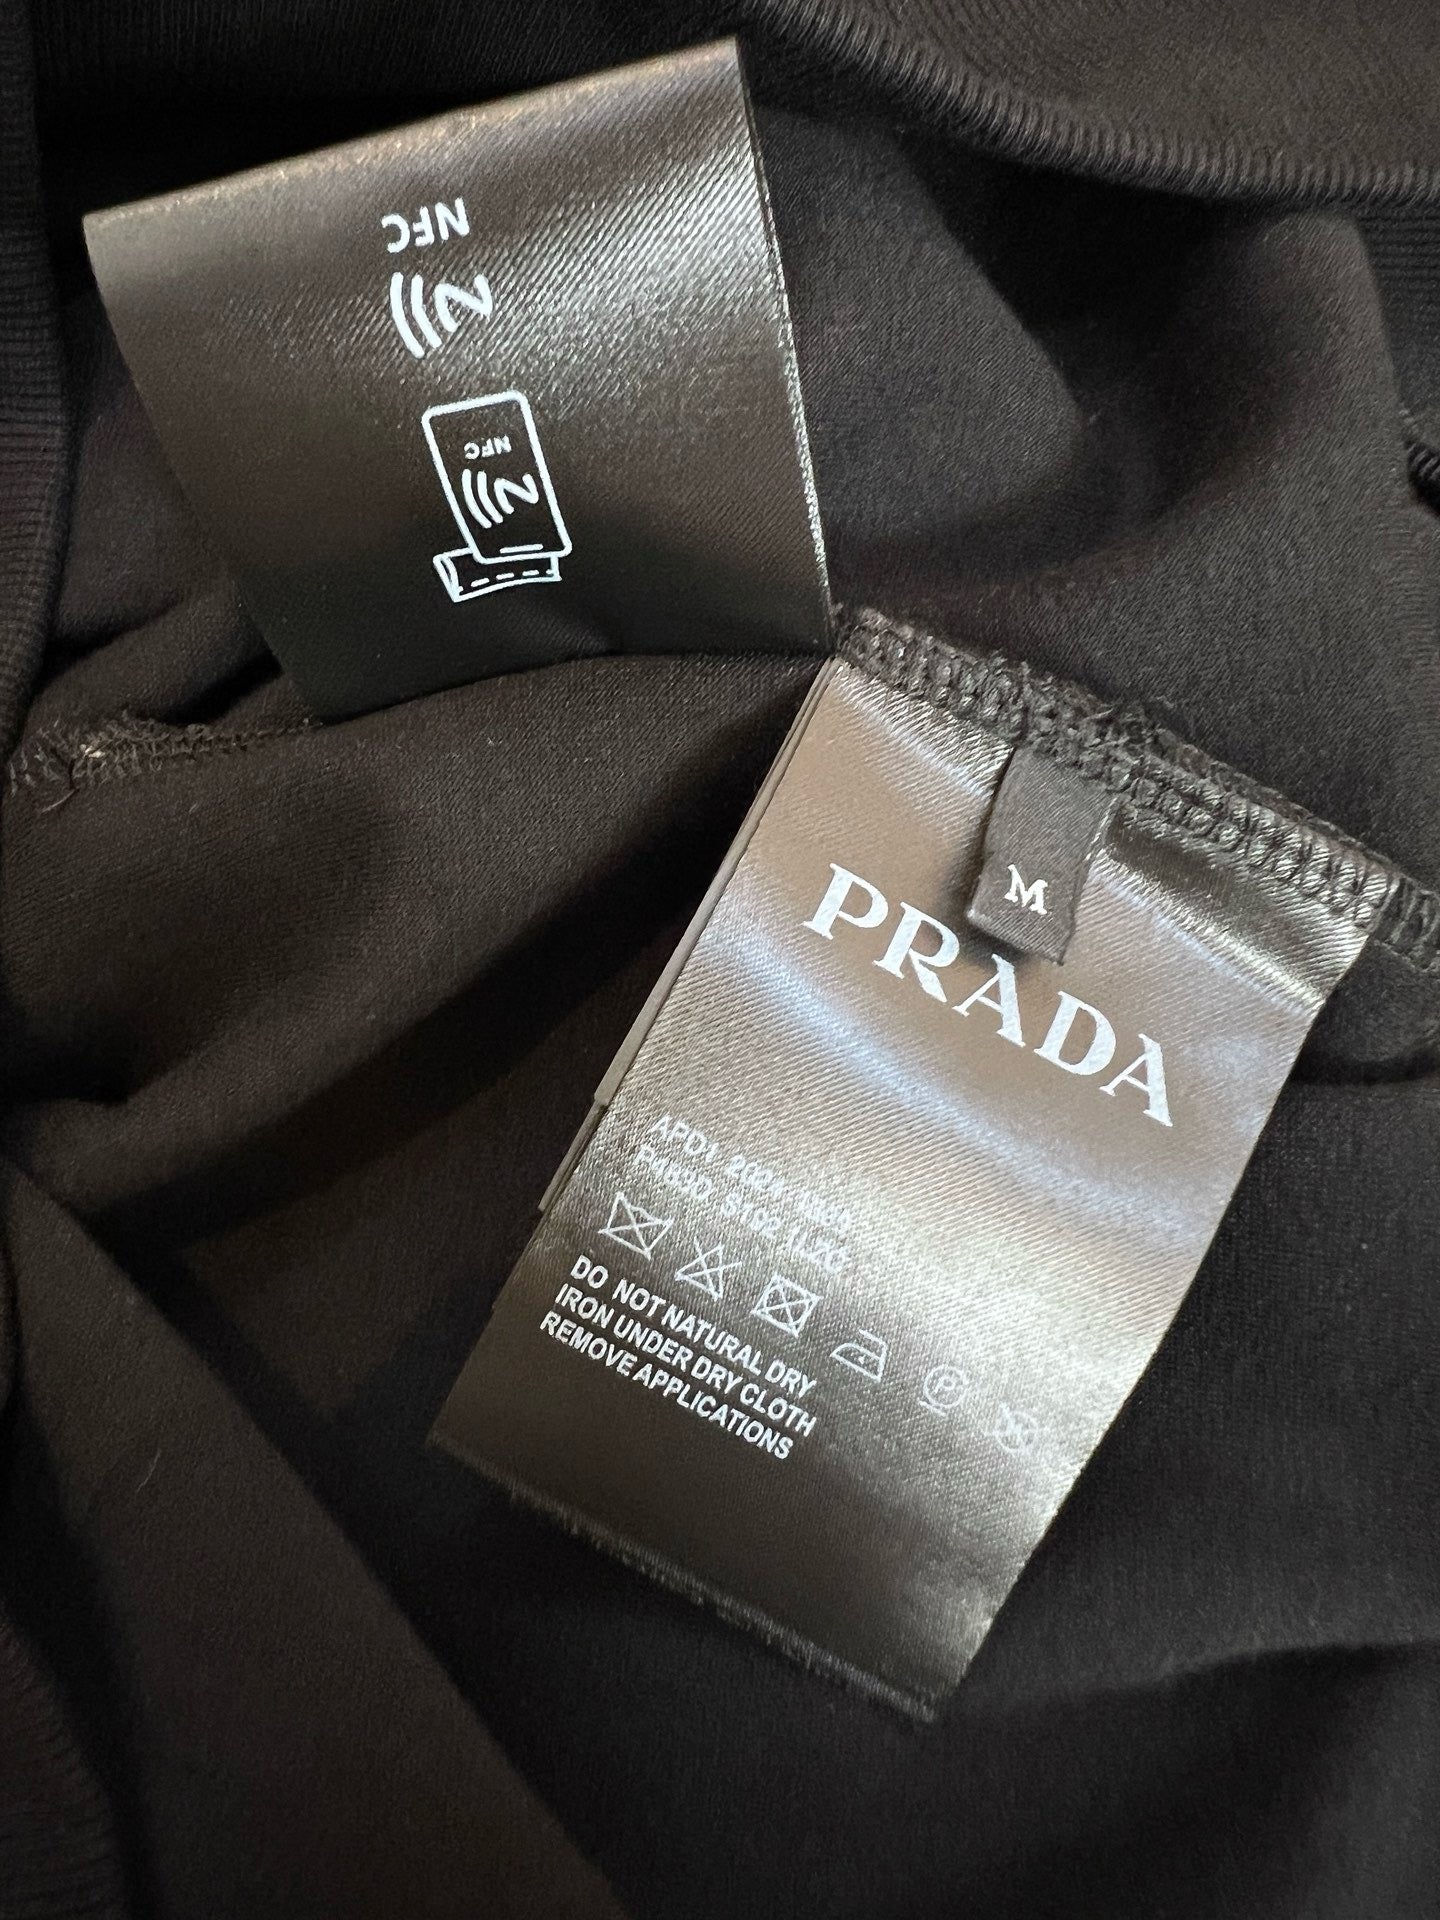 NFC
NFC
M
PRADA
DO NOT NATURAL DRY
IRON UNDER DRY CLOTH
REMOVE APPLICATIONS